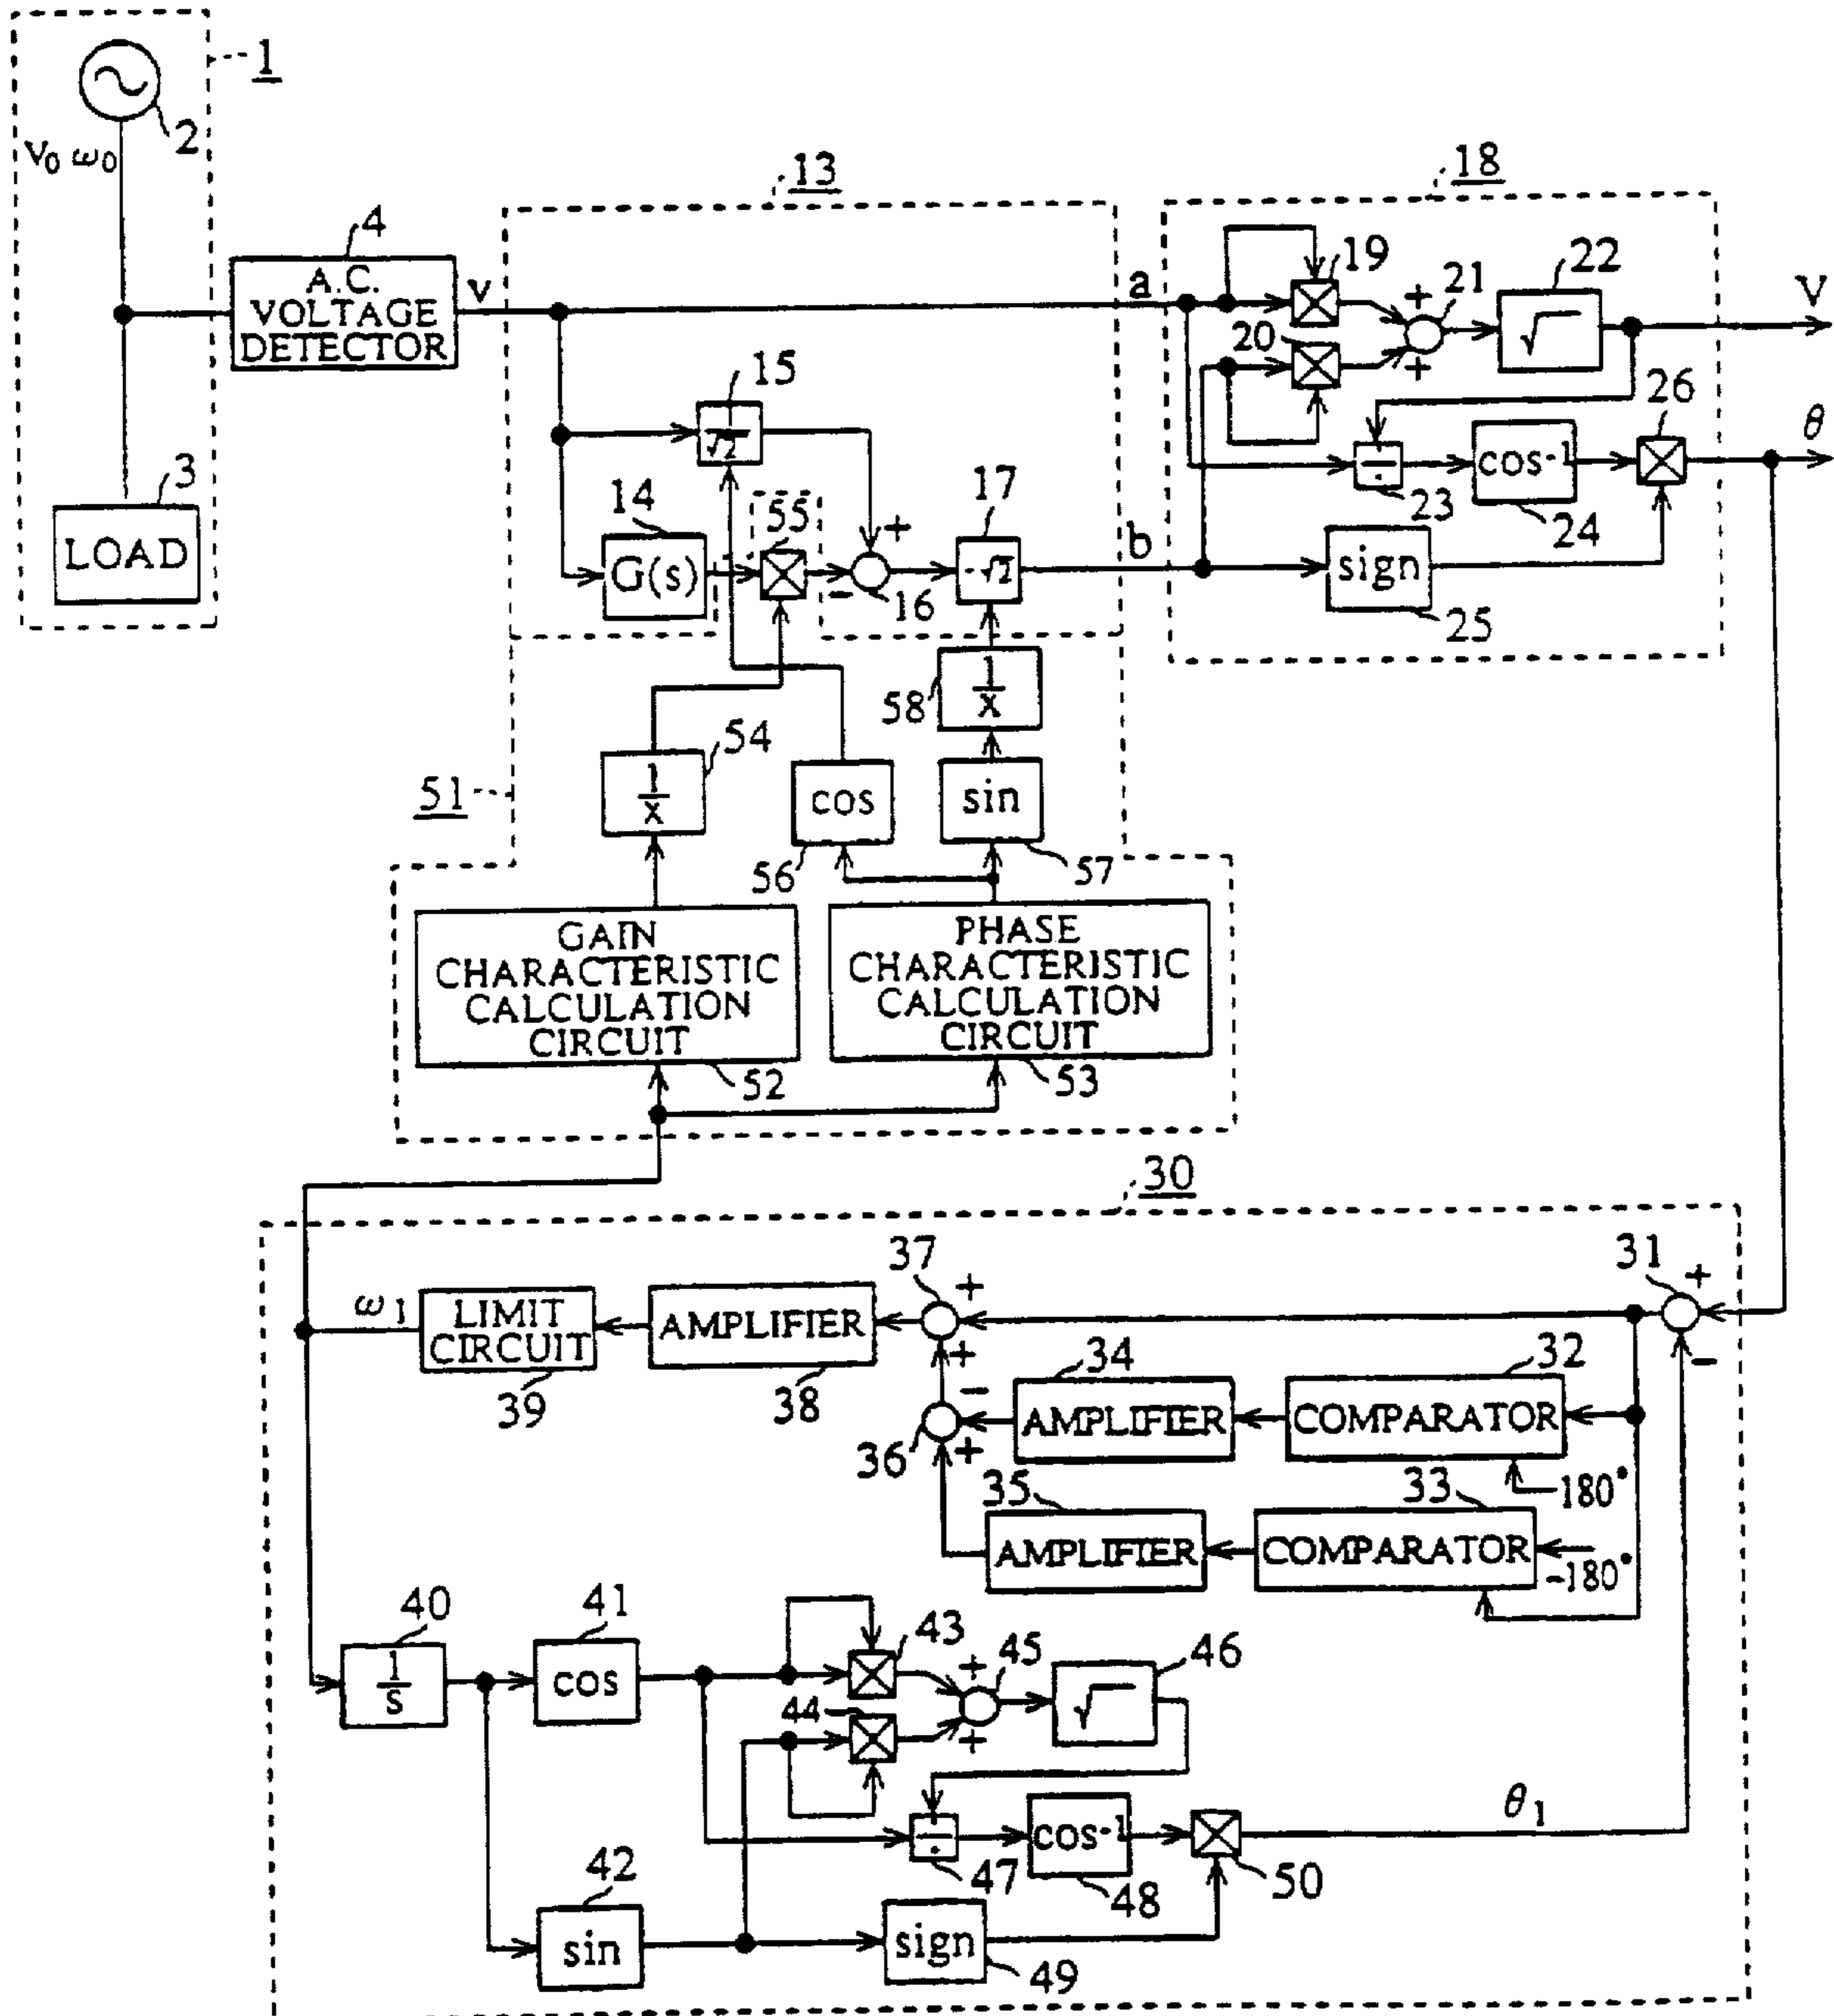 1
2
V₀ ω₀
3
LOAD
4
A.C.
VOLTAGE
DETECTOR
v
13
a
15
1/√2
14
G(s)
55
+
−
16
17
-√2
b
18
19
20
+
21
+
22
√
V
23
÷
24
cos⁻¹
26
θ
sign
25
51
54
1/x
cos
56
58
1/x
sin
57
GAIN
CHARACTERISTIC
CALCULATION
CIRCUIT
52
PHASE
CHARACTERISTIC
CALCULATION
CIRCUIT
53
30
31
+
−
37
+
+
ω₁
LIMIT
CIRCUIT
39
AMPLIFIER
38
34
AMPLIFIER
32
COMPARATOR
180°
−
36
+
35
AMPLIFIER
33
COMPARATOR
-180°
40
1/s
41
cos
43
44
+
45
+
46
√
÷
47
cos⁻¹
48
50
θ₁
42
sin
sign
49